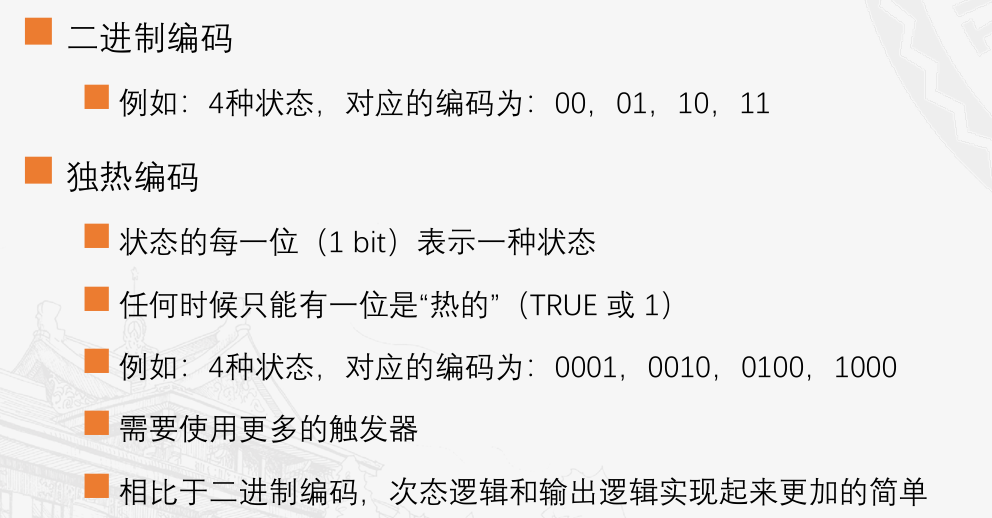 二进制编码
例如：4种状态，对应的编码为：00，01，10，11
独热编码
状态的每一位（1 bit）表示一种状态
任何时候只能有一位是“热的”（TRUE 或 1）
例如：4种状态，对应的编码为：0001，0010，0100，1000
需要使用更多的触发器
相比于二进制编码，次态逻辑和输出逻辑实现起来更加的简单